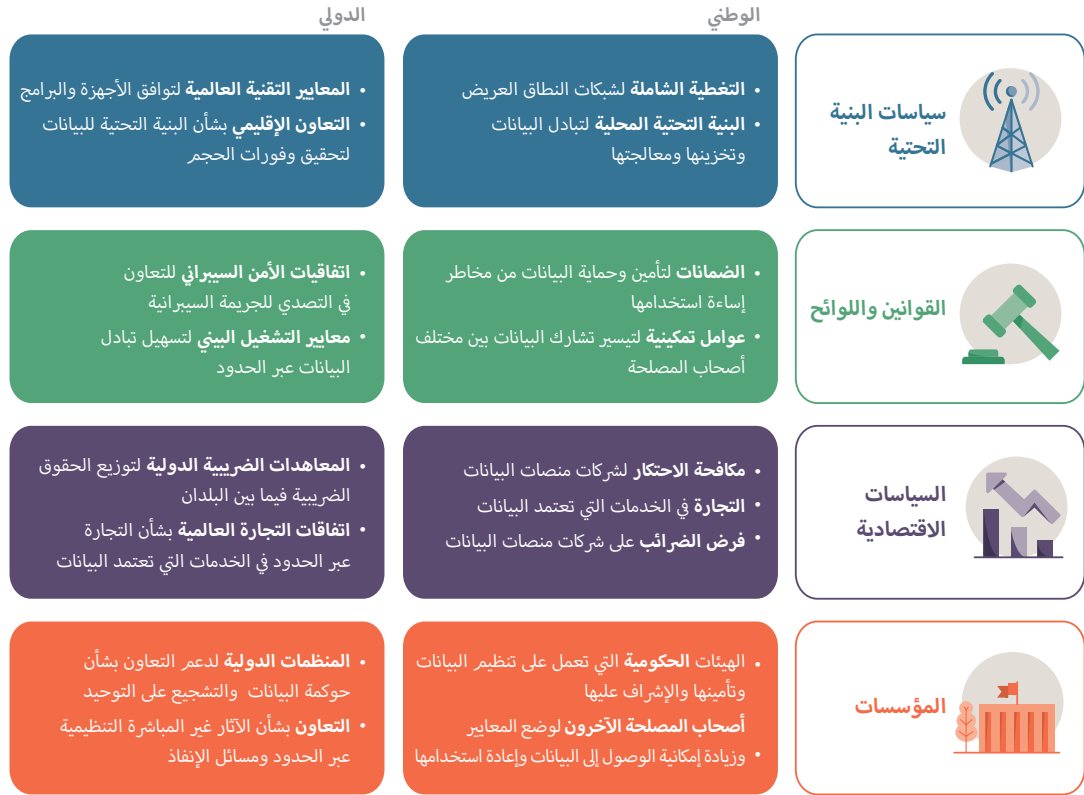 الوطني
الدولي
سياسات البنية
التحتية
• التغطية الشاملة لشبكات النطاق العريض
• البنية التحتية المحلية لتبادل البيانات
وتخزينها ومعالجتها
• المعايير التقنية العالمية لتوافق الأجهزة والبرامج
• التعاون الإقليمي بشأن البنية التحتية للبيانات
لتحقيق وفورات الحجم
القوانين واللوائح
• الضمانات لتأمين وحماية البيانات من مخاطر
إساءة استخدامها
• عوامل تمكينية لتيسير تشارك البيانات بين مختلف
أصحاب المصلحة
• اتفاقيات الأمن السيبراني للتعاون
في التصدي للجريمة السيبرانية
• معايير التشغيل البيني لتسهيل تبادل
البيانات عبر الحدود
السياسات
الاقتصادية
• مكافحة الاحتكار لشركات منصات البيانات
• التجارة في الخدمات التي تعتمد البيانات
• فرض الضرائب على شركات منصات البيانات
• المعاهدات الضريبية الدولية لتوزيع الحقوق
الضريبية فيما بين البلدان
• اتفاقات التجارة العالمية بشأن التجارة
عبر الحدود في الخدمات التي تعتمد البيانات
المؤسسات
• الهيئات الحكومية التي تعمل على تنظيم البيانات
وتأمينها والإشراف عليها
أصحاب المصلحة الآخرون لوضع المعايير
• وزيادة إمكانية الوصول إلى البيانات وإعادة استخدامها
• المنظمات الدولية لدعم التعاون بشأن
حوكمة البيانات والتشجيع على التوحيد
• التعاون بشأن الآثار غير المباشرة التنظيمية
عبر الحدود ومسائل الإنفاذ